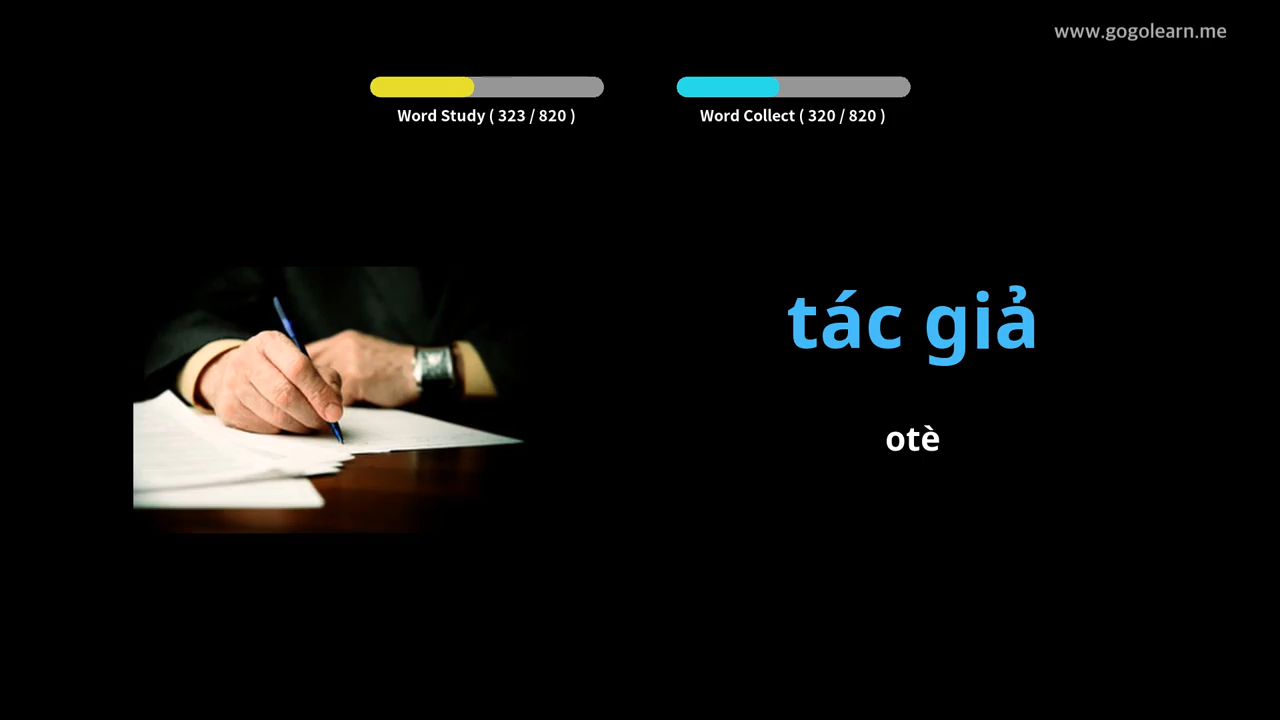 www.gogolearn.me
Word Study ( 323 / 820 )
Word Collect ( 320 / 820 )
tác giả
otè